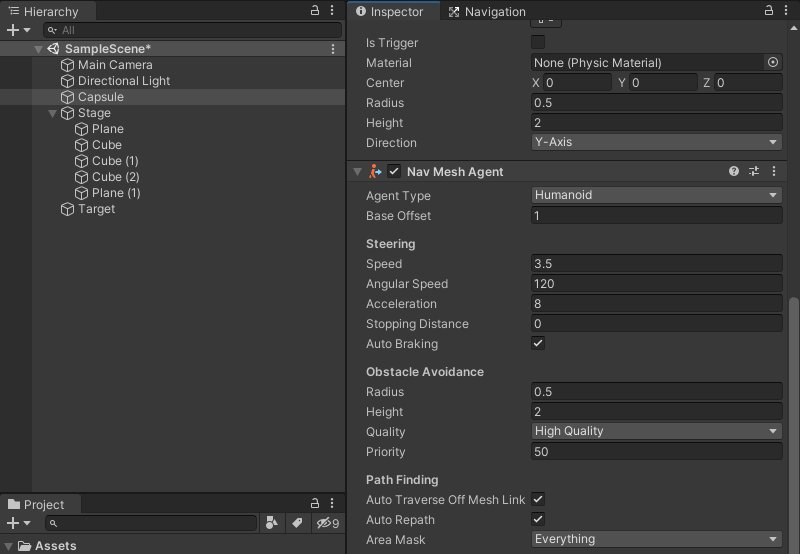 Hierarchy
All
SampleScene*
Main Camera
Directional Light
Capsule
Stage
Plane
Cube
Cube (1)
Cube (2)
Plane (1)
Target
Project
9
Assets
Inspector
Navigation
Is Trigger
Material None (Physic Material)
Center X 0 Y 0 Z 0
Radius 0.5
Height 2
Direction Y-Axis
Nav Mesh Agent
Agent Type Humanoid
Base Offset 1
Steering
Speed 3.5
Angular Speed 120
Acceleration 8
Stopping Distance 0
Auto Braking
Obstacle Avoidance
Radius 0.5
Height 2
Quality High Quality
Priority 50
Path Finding
Auto Traverse Off Mesh Link
Auto Repath
Area Mask Everything